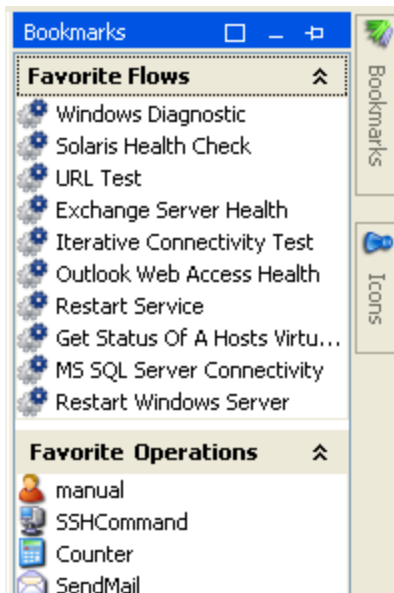 Bookmarks
Favorite Flows
Windows Diagnostic
Solaris Health Check
URL Test
Exchange Server Health
Iterative Connectivity Test
Outlook Web Access Health
Restart Service
Get Status Of A Hosts Virtu...
MS SQL Server Connectivity
Restart Windows Server
Favorite Operations
manual
SSHCommand
Counter
SendMail
Bookmarks
Icons